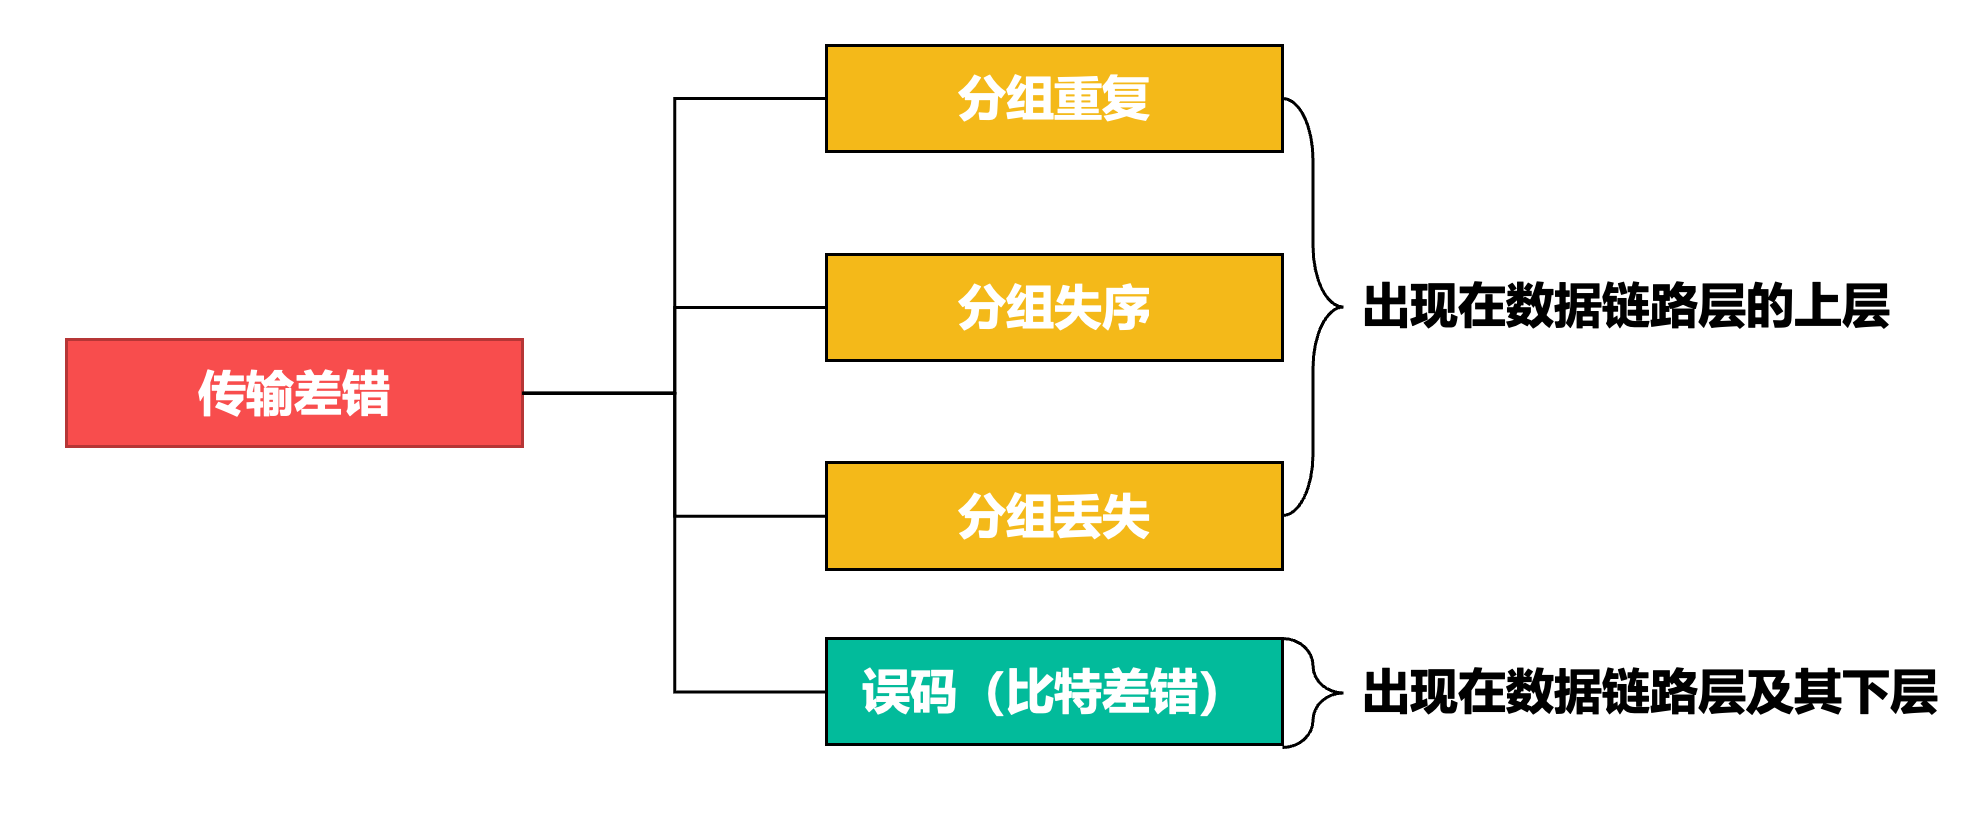 分组重复
分组失序
出现在数据链路层的上层
传输差错
分组丢失
误码（比特差错）
出现在数据链路层及其下层